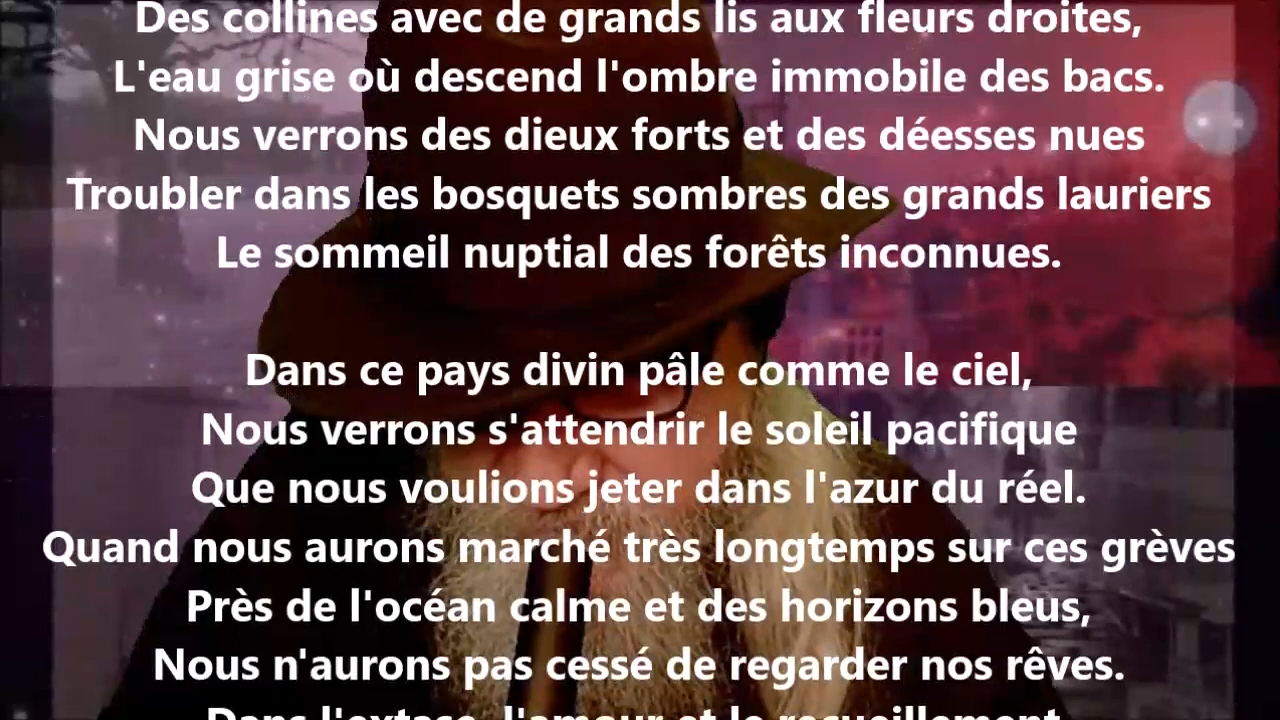 Des collines avec de grands lis aux fleurs droites,
L'eau grise où descend l'ombre immobile des bacs.
Nous verrons des dieux forts et des déesses nues
Troubler dans les bosquets sombres des grands lauriers
Le sommeil nuptial des forêts inconnues.
Dans ce pays divin pâle comme le ciel,
Nous verrons s'attendrir le soleil pacifique
Que nous voulions jeter dans l'azur du réel.
Quand nous aurons marché très longtemps sur ces grèves
Près de l'océan calme et des horizons bleus,
Nous n'aurons pas cessé de regarder nos rêves.
Dans l'extase, l'amour et le recueillement